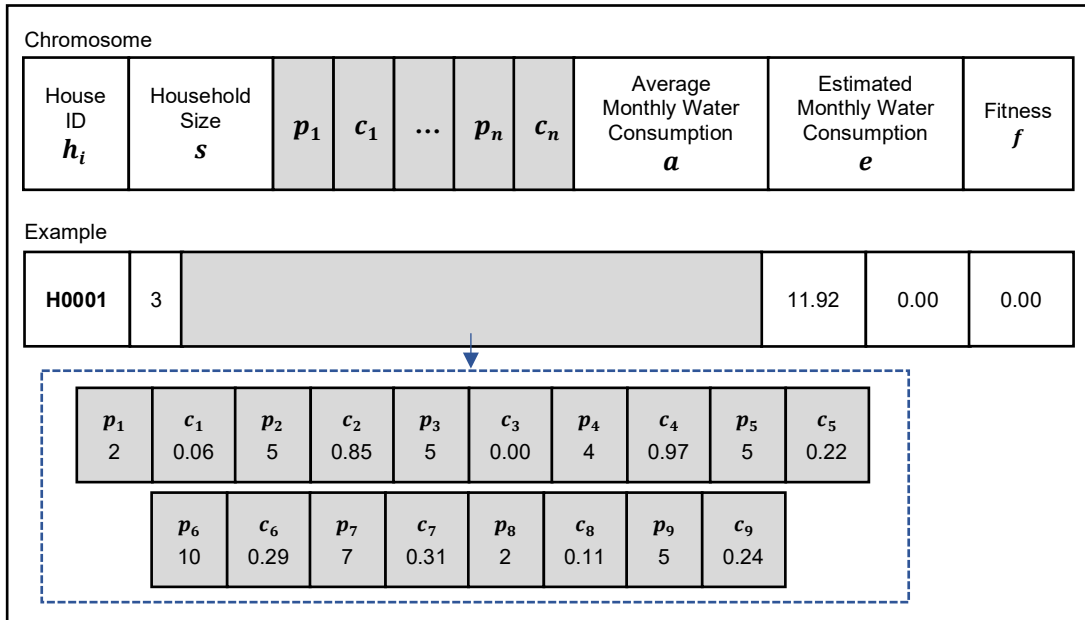 Chromosome
House ID h_i
Household Size s
p_1 c_1 ... p_n c_n
Average Monthly Water Consumption a
Estimated Monthly Water Consumption e
Fitness f
Example
H0001 3 11.92 0.00 0.00
p_1 c_1 p_2 c_2 p_3 c_3 p_4 c_4 p_5 c_5
2 0.06 5 0.85 5 0.00 4 0.97 5 0.22
p_6 c_6 p_7 c_7 p_8 c_8 p_9 c_9
10 0.29 7 0.31 2 0.11 5 0.24